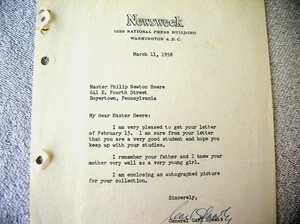 Newsweek
1229 NATIONAL PRESS BUILDING
WASHINGTON 4, D.C.
March 11, 1958
Master Philip Newton Heere
641 E. Fourth Street
Boyertown, Pennsylvania
My dear Master Heere:
I am very pleased to get your letter
of February 15. I am sure from your letter
that you are a very good student and hope you
keep up with your studies.
I remember your father and I knew your
mother very well as a very young girl.
I am enclosing an autographed picture for
your collection.
Sincerely,